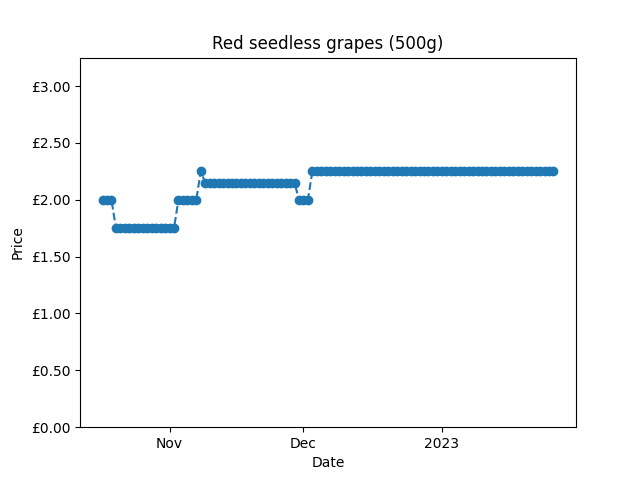 Red seedless grapes (500g)
£3.00
£2.50
£2.00
£1.50
£1.00
£0.50
£0.00
Price
Nov
Dec
2023
Date